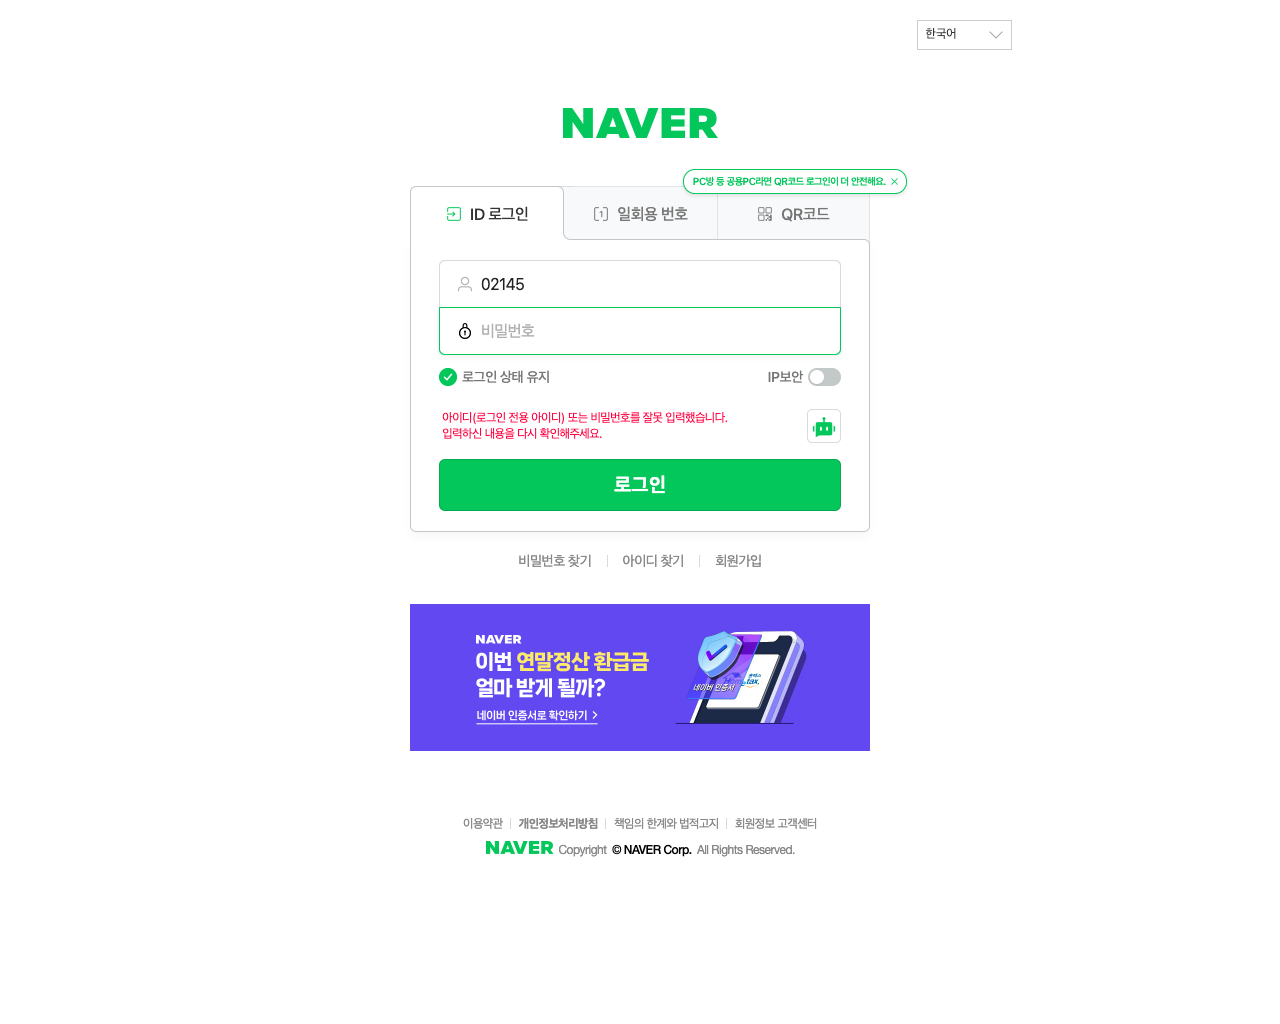 한국어
NAVER
PC방 등 공용PC라면 QR코드 로그인이 더 안전해요.
ID 로그인
일회용 번호
QR코드
02145
비밀번호
로그인 상태 유지
IP보안
아이디(로그인 전용 아이디) 또는 비밀번호를 잘못 입력했습니다.
입력하신 내용을 다시 확인해주세요.
로그인
비밀번호 찾기
아이디 찾기
회원가입
NAVER
이번 연말정산 환급금
얼마 받게 될까?
네이버 인증서로 확인하기
네이버 인증서
이용약관
개인정보처리방침
책임의 한계와 법적고지
회원정보 고객센터
NAVER Copyright © NAVER Corp. All Rights Reserved.